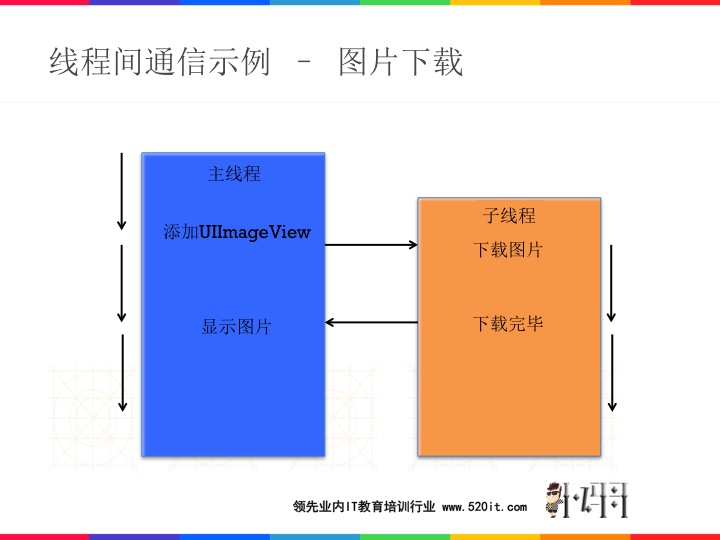 线程间通信示例 – 图片下载
主线程
添加UIImageView
显示图片
子线程
下载图片
下载完毕
领先业内IT教育培训行业 www.520it.com
小码哥